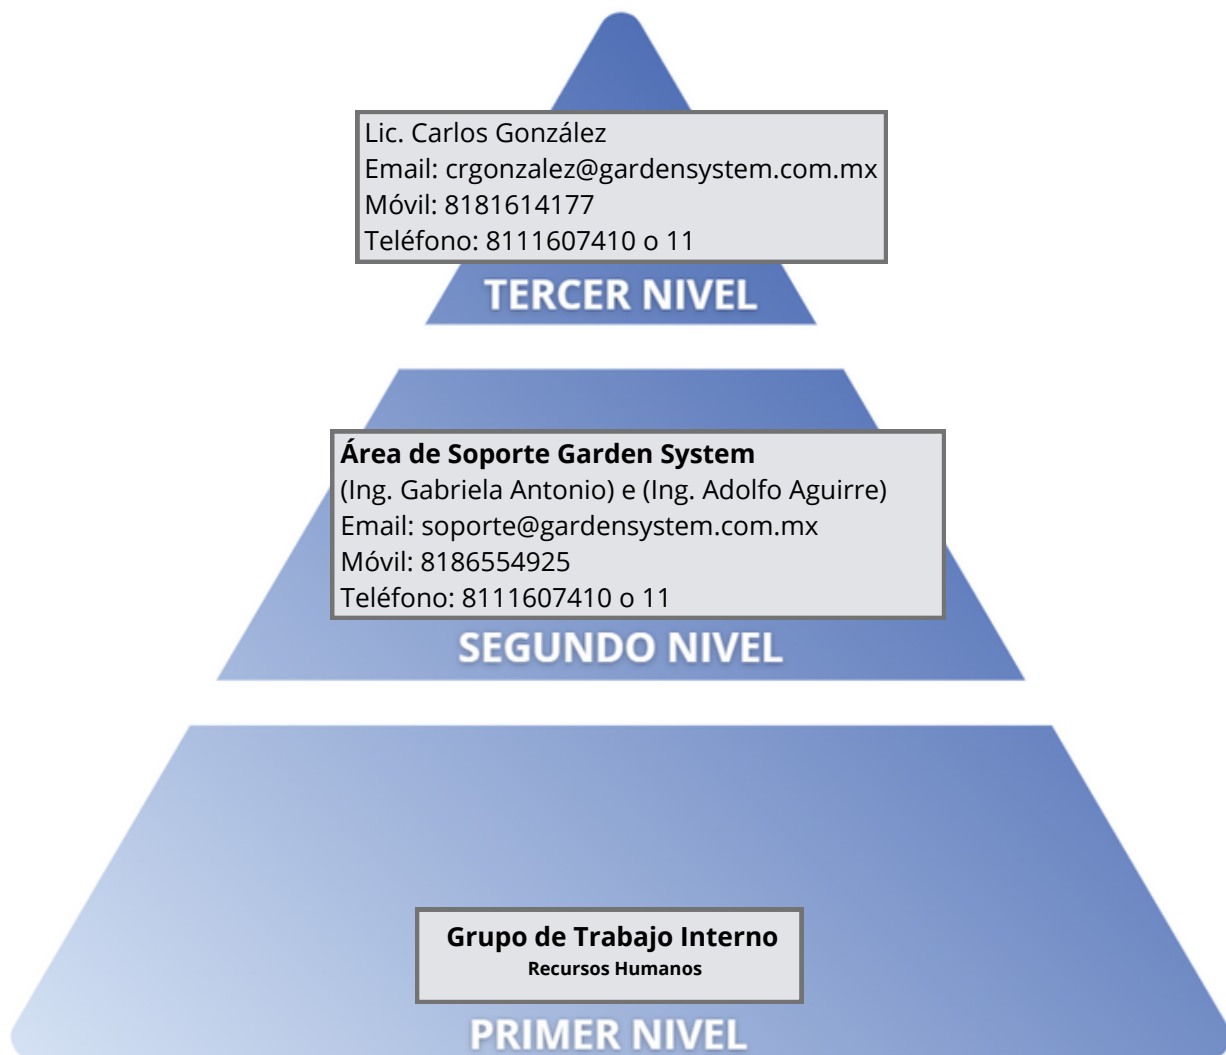 Lic. Carlos González
Email: crgonzalez@gardensystem.com.mx
Móvil: 8181614177
Teléfono: 8111607410 o 11
TERCER NIVEL
Área de Soporte Garden System
(Ing. Gabriela Antonio) e (Ing. Adolfo Aguirre)
Email: soporte@gardensystem.com.mx
Móvil: 8186554925
Teléfono: 8111607410 o 11
SEGUNDO NIVEL
Grupo de Trabajo Interno
Recursos Humanos
PRIMER NIVEL